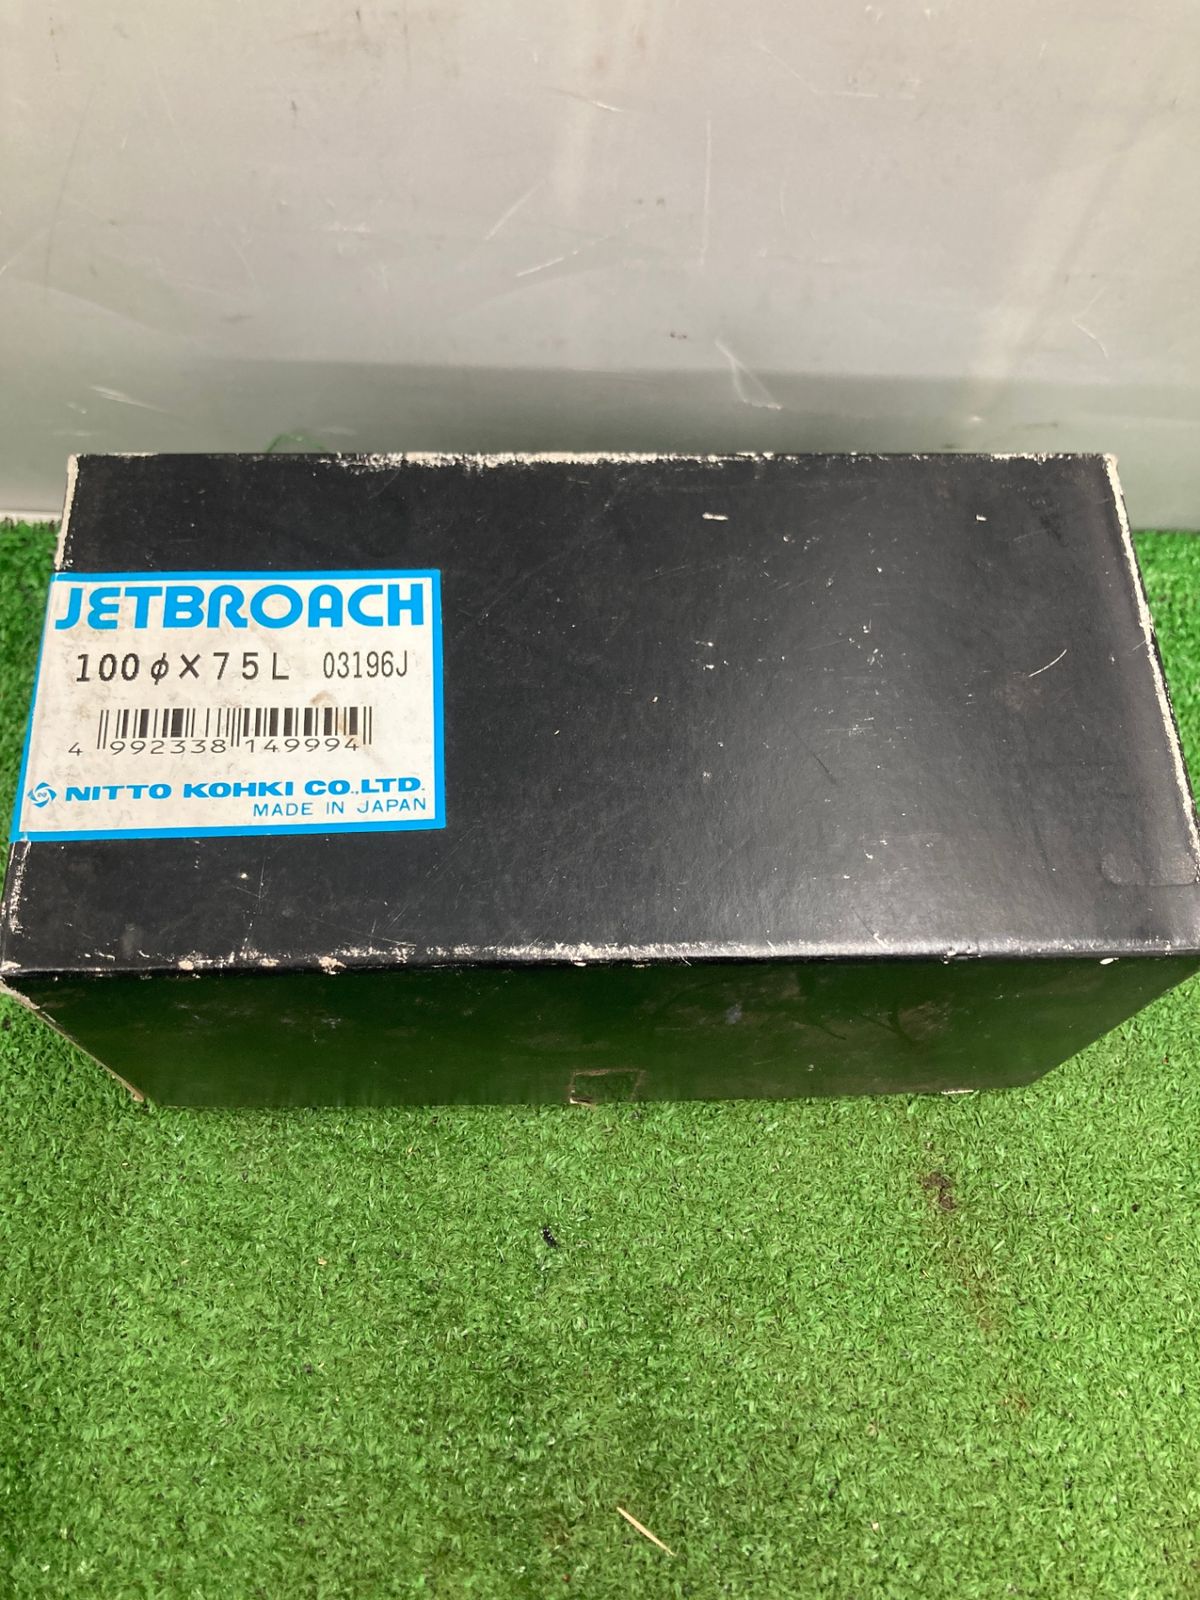 JETBROACH
100φ×75L 03196J
4 992338 149994
NITTO KOHKI CO.,LTD.
MADE IN JAPAN